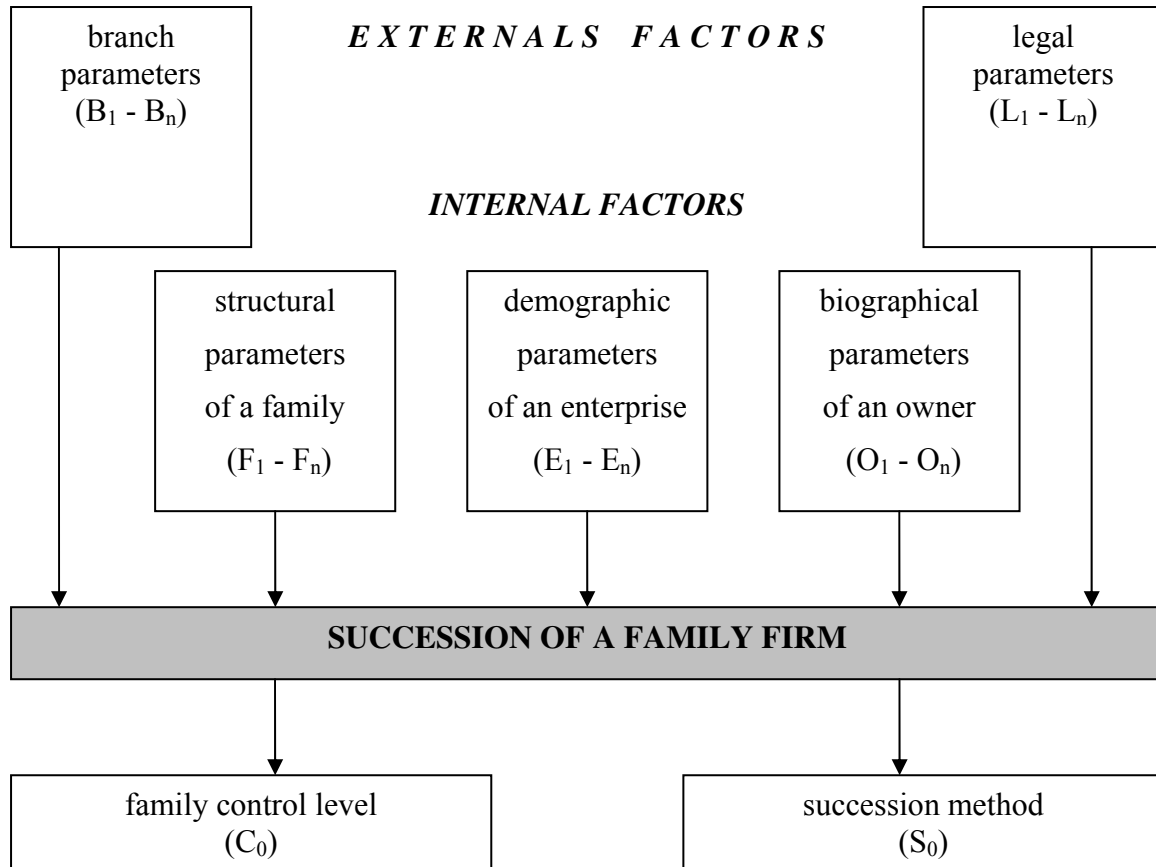 branch
parameters
(B₁ - Bₙ)
E X T E R N A L S   F A C T O R S
legal
parameters
(L₁ - Lₙ)
INTERNAL FACTORS
structural
parameters
of a family
(F₁ - Fₙ)
demographic
parameters
of an enterprise
(E₁ - Eₙ)
biographical
parameters
of an owner
(O₁ - Oₙ)
SUCCESSION OF A FAMILY FIRM
family control level
(C₀)
succession method
(S₀)